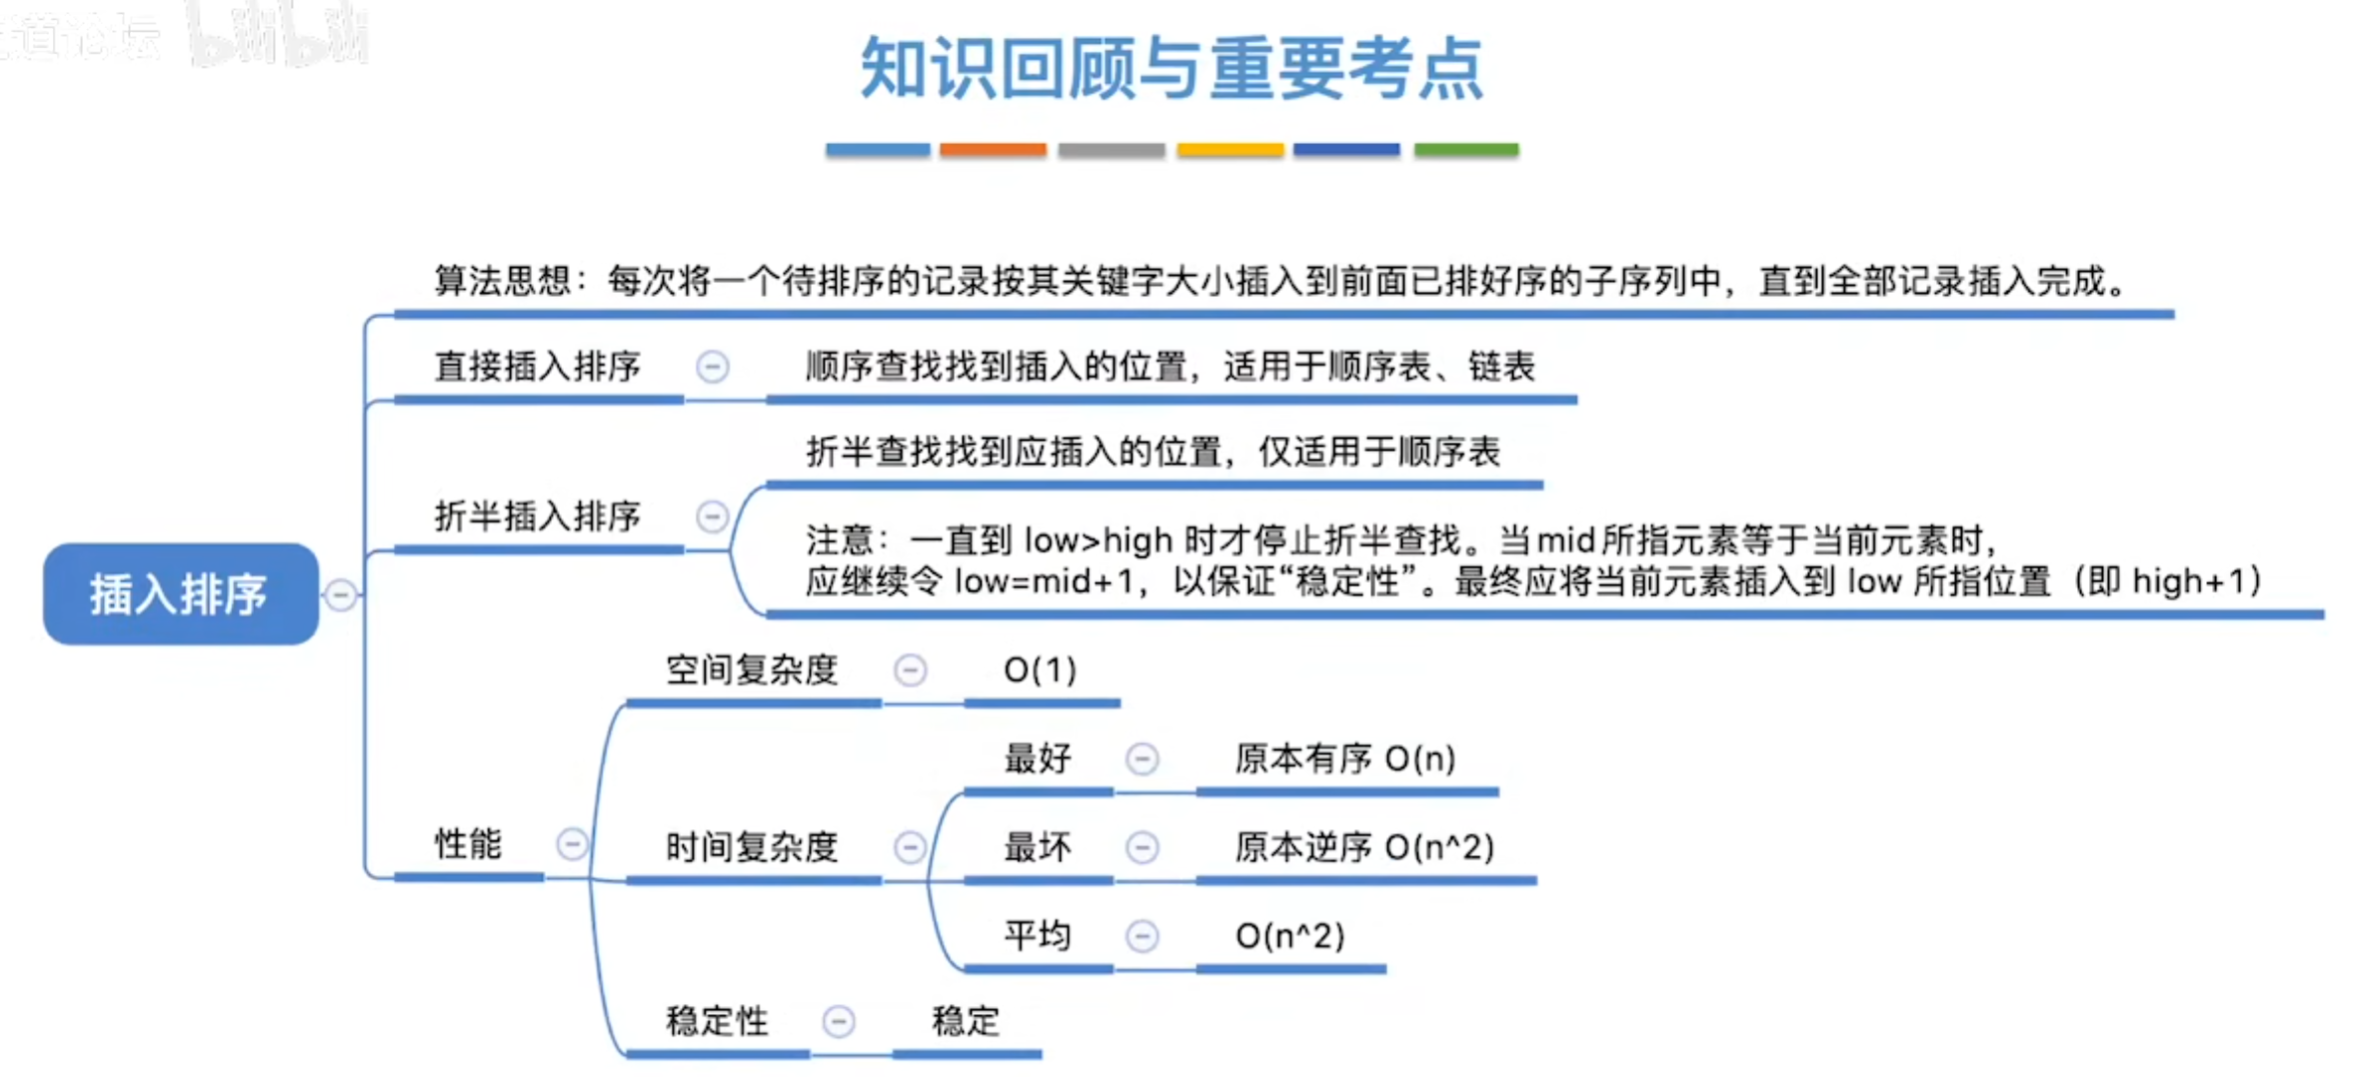 道论坛 bilibili
知识回顾与重要考点
算法思想：每次将一个待排序的记录按其关键字大小插入到前面已排好序的子序列中，直到全部记录插入完成。
直接插入排序
顺序查找找到插入的位置，适用于顺序表、链表
折半插入排序
折半查找找到应插入的位置，仅适用于顺序表
注意：一直到 low>high 时才停止折半查找。当mid所指元素等于当前元素时，
应继续令 low=mid+1，以保证“稳定性”。最终应将当前元素插入到 low 所指位置（即 high+1）
插入排序
性能
空间复杂度
O(1)
时间复杂度
最好
原本有序 O(n)
最坏
原本逆序 O(n^2)
平均
O(n^2)
稳定性
稳定